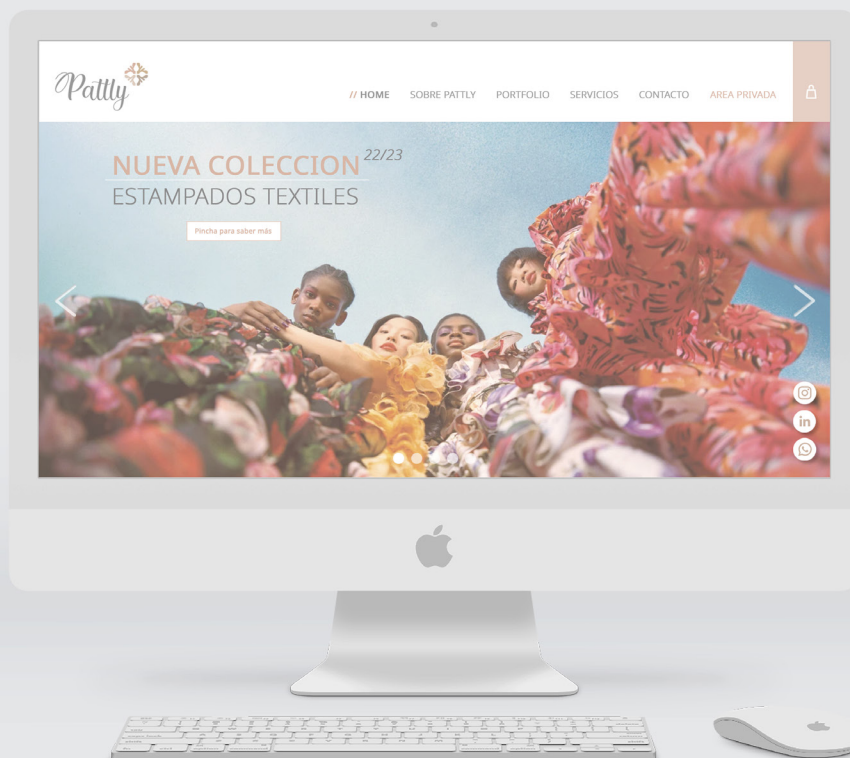 Pattly
// HOME SOBRE PATTLY PORTFOLIO SERVICIOS CONTACTO AREA PRIVADA
NUEVA COLECCION 22/23
ESTAMPADOS TEXTILES
Pincha para saber más
in